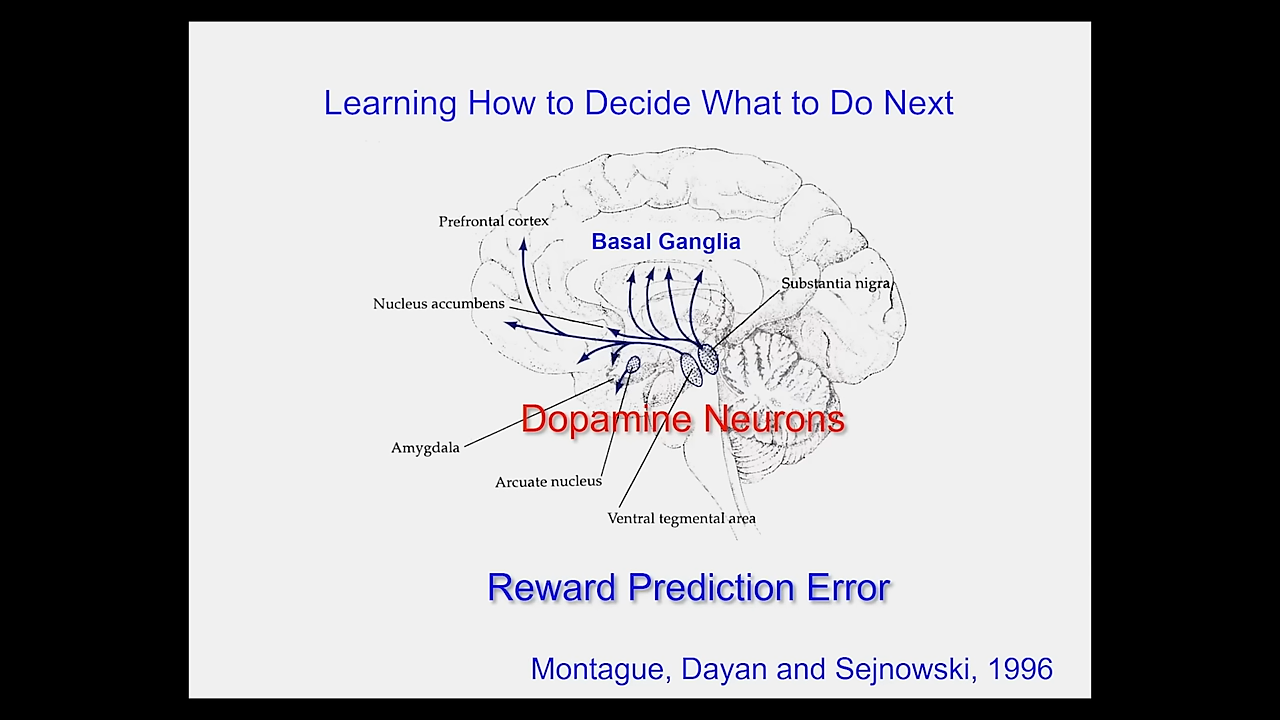 Learning How to Decide What to Do Next
Prefrontal cortex
Basal Ganglia
Substantia nigra
Nucleus accumbens
Dopamine Neurons
Amygdala
Arcuate nucleus
Ventral tegmental area
Reward Prediction Error
Montague, Dayan and Sejnowski, 1996